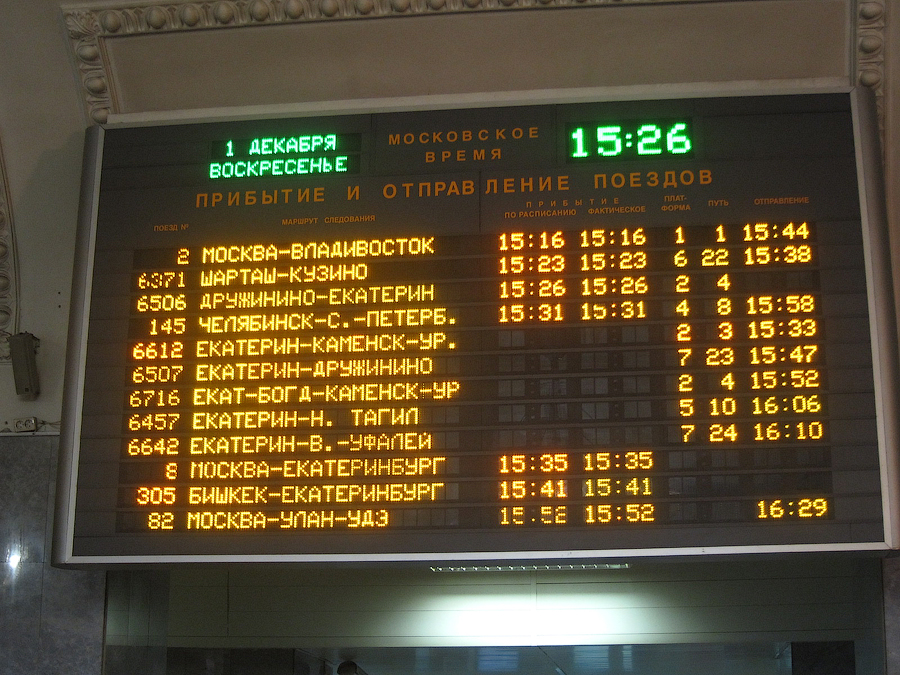 1 ДЕКАБРЯ
ВОСКРЕСЕНЬЕ
МОСКОВСКОЕ
ВРЕМЯ
15:26
ПРИБЫТИЕ И ОТПРАВЛЕНИЕ ПОЕЗДОВ
ПОЕЗД № МАРШРУТ СЛЕДОВАНИЯ ПРИБЫТИЕ ПО РАСПИСАНИЮ ФАКТИЧЕСКОЕ ПЛАТ-ФОРМА ПУТЬ ОТПРАВЛЕНИЕ
2 МОСКВА-ВЛАДИВОСТОК 15:16 15:16 1 1 15:44
6371 ШАРТАШ-КУЗИНО 15:23 15:23 6 22 15:38
6506 ДРУЖИНИНО-ЕКАТЕРИН 15:26 15:26 2 4
145 ЧЕЛЯБИНСК-С.-ПЕТЕРБ. 15:31 15:31 4 8 15:58
6612 ЕКАТЕРИН-КАМЕНСК-УР. 2 3 15:33
6507 ЕКАТЕРИН-ДРУЖИНИНО 7 23 15:47
6716 ЕКАТ-БОГД-КАМЕНСК-УР 2 4 15:52
6457 ЕКАТЕРИН-Н. ТАГИЛ 5 10 16:06
6642 ЕКАТЕРИН-В.-УФАЛЕЙ 7 24 16:10
8 МОСКВА-ЕКАТЕРИНБУРГ 15:35 15:35
305 БИШКЕК-ЕКАТЕРИНБУРГ 15:41 15:41
82 МОСКВА-УЛАН-УДЭ 15:52 15:52 16:29